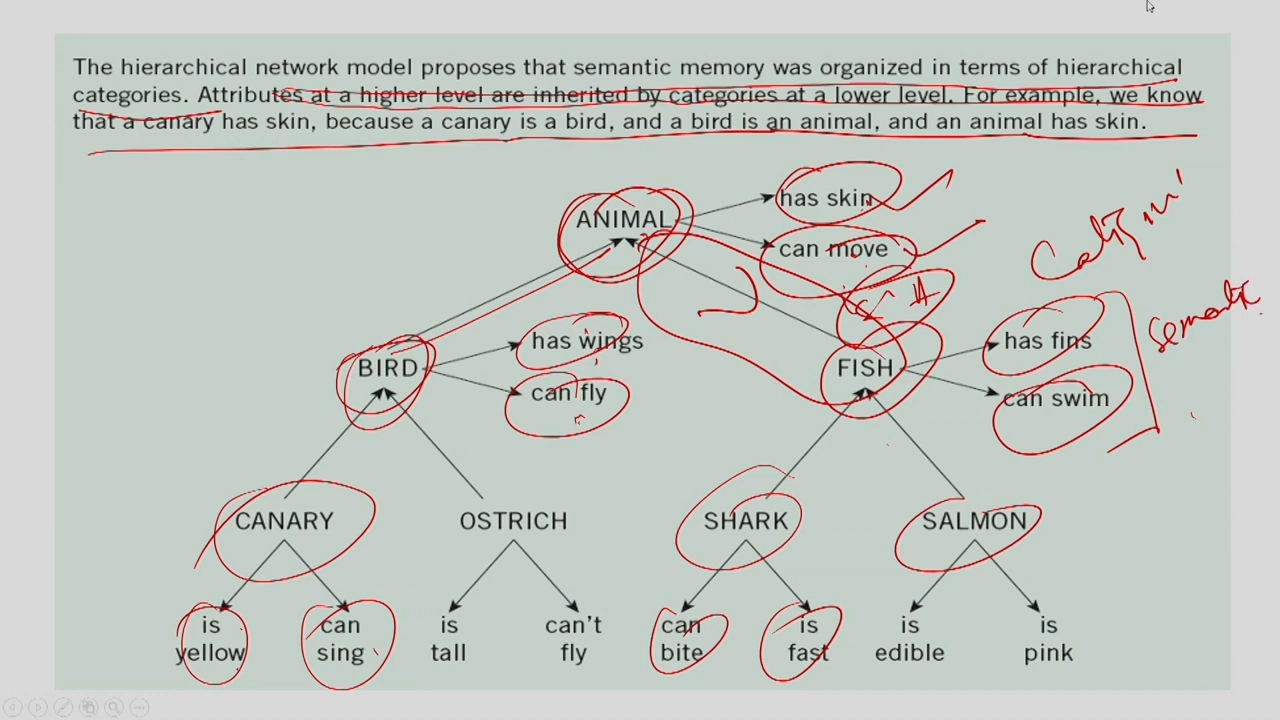 The hierarchical network model proposes that semantic memory was organized in terms of hierarchical
categories. Attributes at a higher level are inherited by categories at a lower level. For example, we know
that a canary has skin, because a canary is a bird, and a bird is an animal, and an animal has skin.
ANIMAL
has skin
can move
BIRD
has wings
can fly
FISH
has fins
can swim
CANARY
OSTRICH
SHARK
SALMON
is
yellow
can
sing
is
tall
can't
fly
can
bite
is
fast
is
edible
is
pink